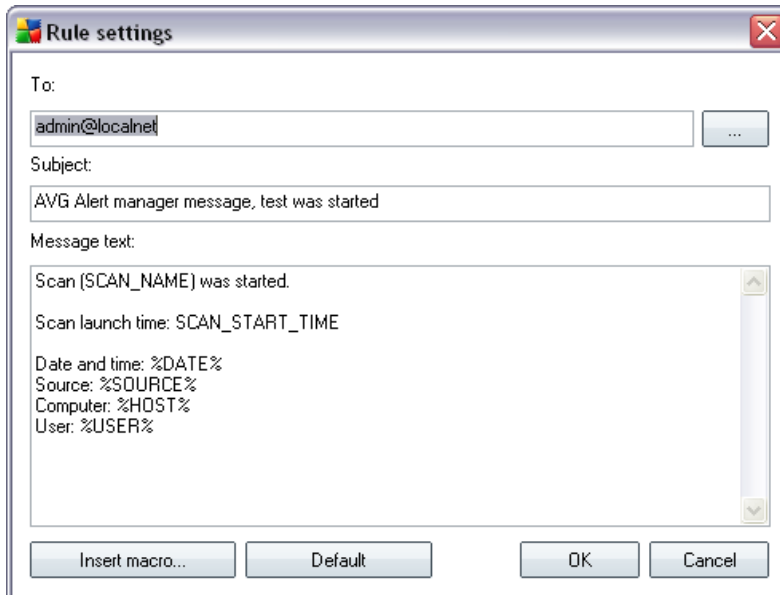 Rule settings
To:
admin@localnet
...
Subject:
AVG Alert manager message, test was started
Message text:
Scan (SCAN_NAME) was started.
Scan launch time: SCAN_START_TIME
Date and time: %DATE%
Source: %SOURCE%
Computer: %HOST%
User: %USER%
Insert macro... Default OK Cancel